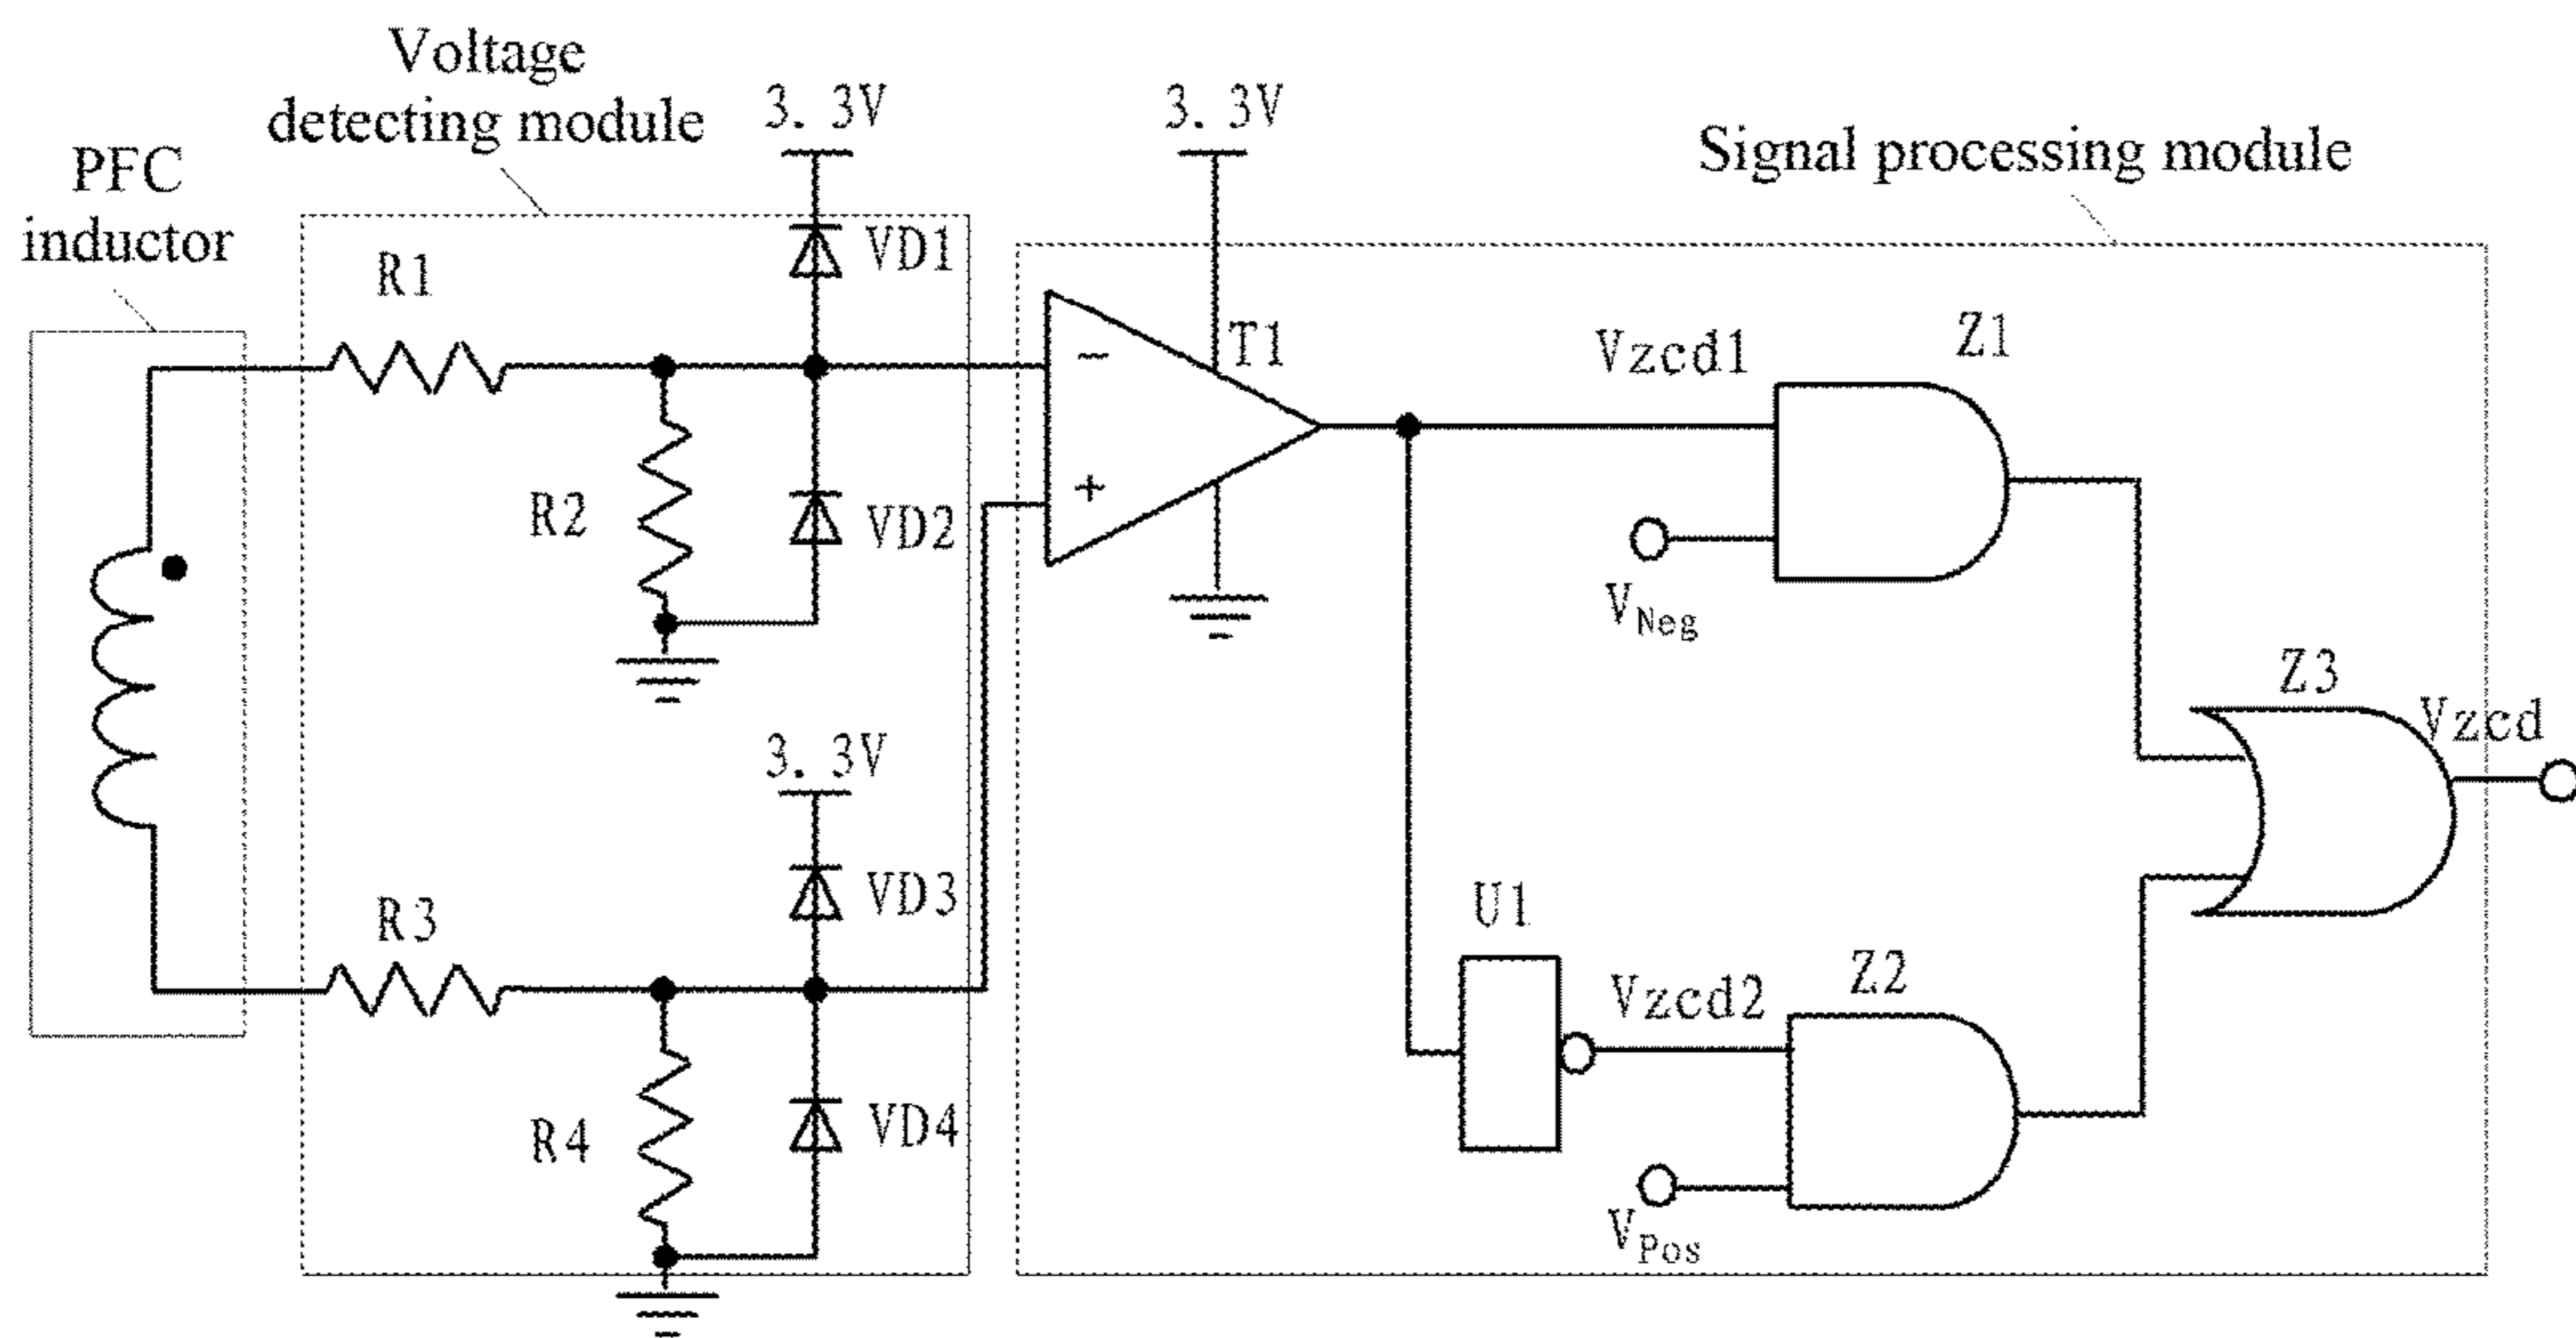 Voltage
detecting module
PFC
inductor
3. 3V
3. 3V
Signal processing module
R1
VD1
T1
−
+
R2
VD2
Vzcd1
Z1
VNeg
Z3
Vzcd
3. 3V
R3
VD3
U1
Vzcd2
Z2
R4
VD4
VPos